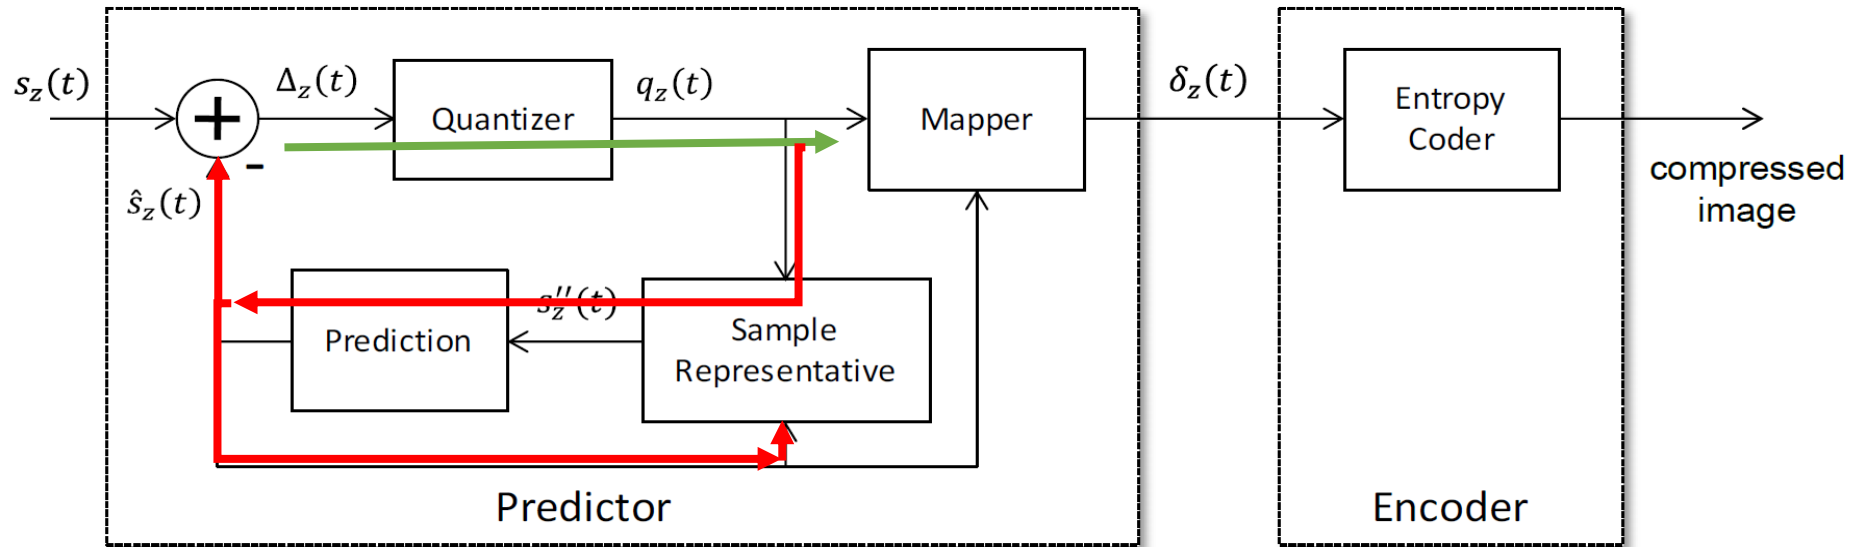 s_z(t)
+
Δ_z(t)
Quantizer
q_z(t)
Mapper
δ_z(t)
Entropy
Coder
-
ŝ_z(t)
compressed
image
s''_z(t)
Prediction
Sample
Representative
Predictor
Encoder